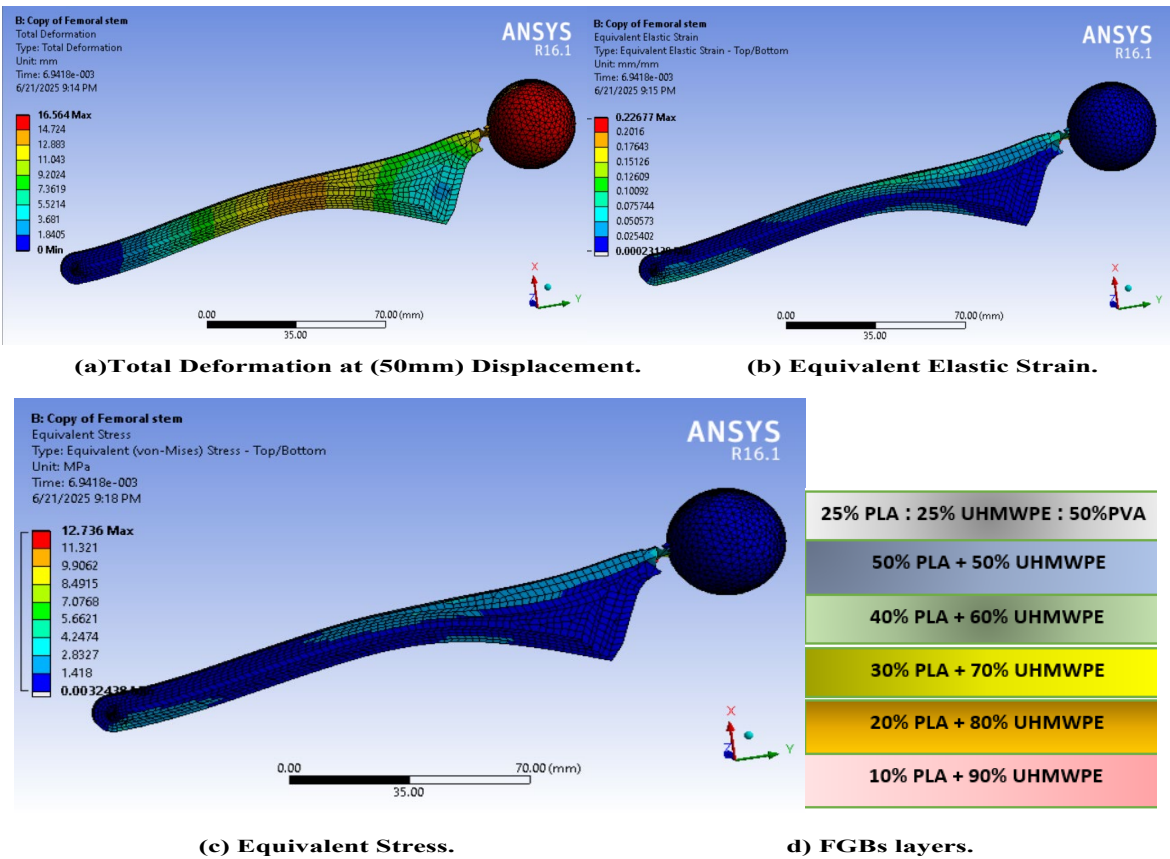 B: Copy of Femoral stem
Total Deformation
Type: Total Deformation
Unit: mm
Time: 6.9418e-003
6/21/2025 9:14 PM
16.564 Max
14.724
12.883
11.043
9.2024
7.3619
5.5214
3.681
1.8405
0 Min
ANSYS
R16.1
X
Y
Z
0.00
70.00 (mm)
35.00
B: Copy of Femoral stem
Equivalent Elastic Strain
Type: Equivalent Elastic Strain - Top/Bottom
Unit: mm/mm
Time: 6.9418e-003
6/21/2025 9:15 PM
0.22677 Max
0.2016
0.17643
0.15126
0.12609
0.10092
0.075744
0.050573
0.025402
ANSYS
R16.1
X
Y
Z
0.00
70.00 (mm)
35.00
(a)Total Deformation at (50mm) Displacement.
(b) Equivalent Elastic Strain.
B: Copy of Femoral stem
Equivalent Stress
Type: Equivalent (von-Mises) Stress - Top/Bottom
Unit: MPa
Time: 6.9418e-003
6/21/2025 9:18 PM
12.736 Max
11.321
9.9062
8.4915
7.0768
5.6621
4.2474
2.8327
1.418
0.0032438
ANSYS
R16.1
X
Y
Z
0.00
70.00 (mm)
35.00
25% PLA : 25% UHMWPE : 50%PVA
50% PLA + 50% UHMWPE
40% PLA + 60% UHMWPE
30% PLA + 70% UHMWPE
20% PLA + 80% UHMWPE
10% PLA + 90% UHMWPE
(c) Equivalent Stress.
d) FGBs layers.